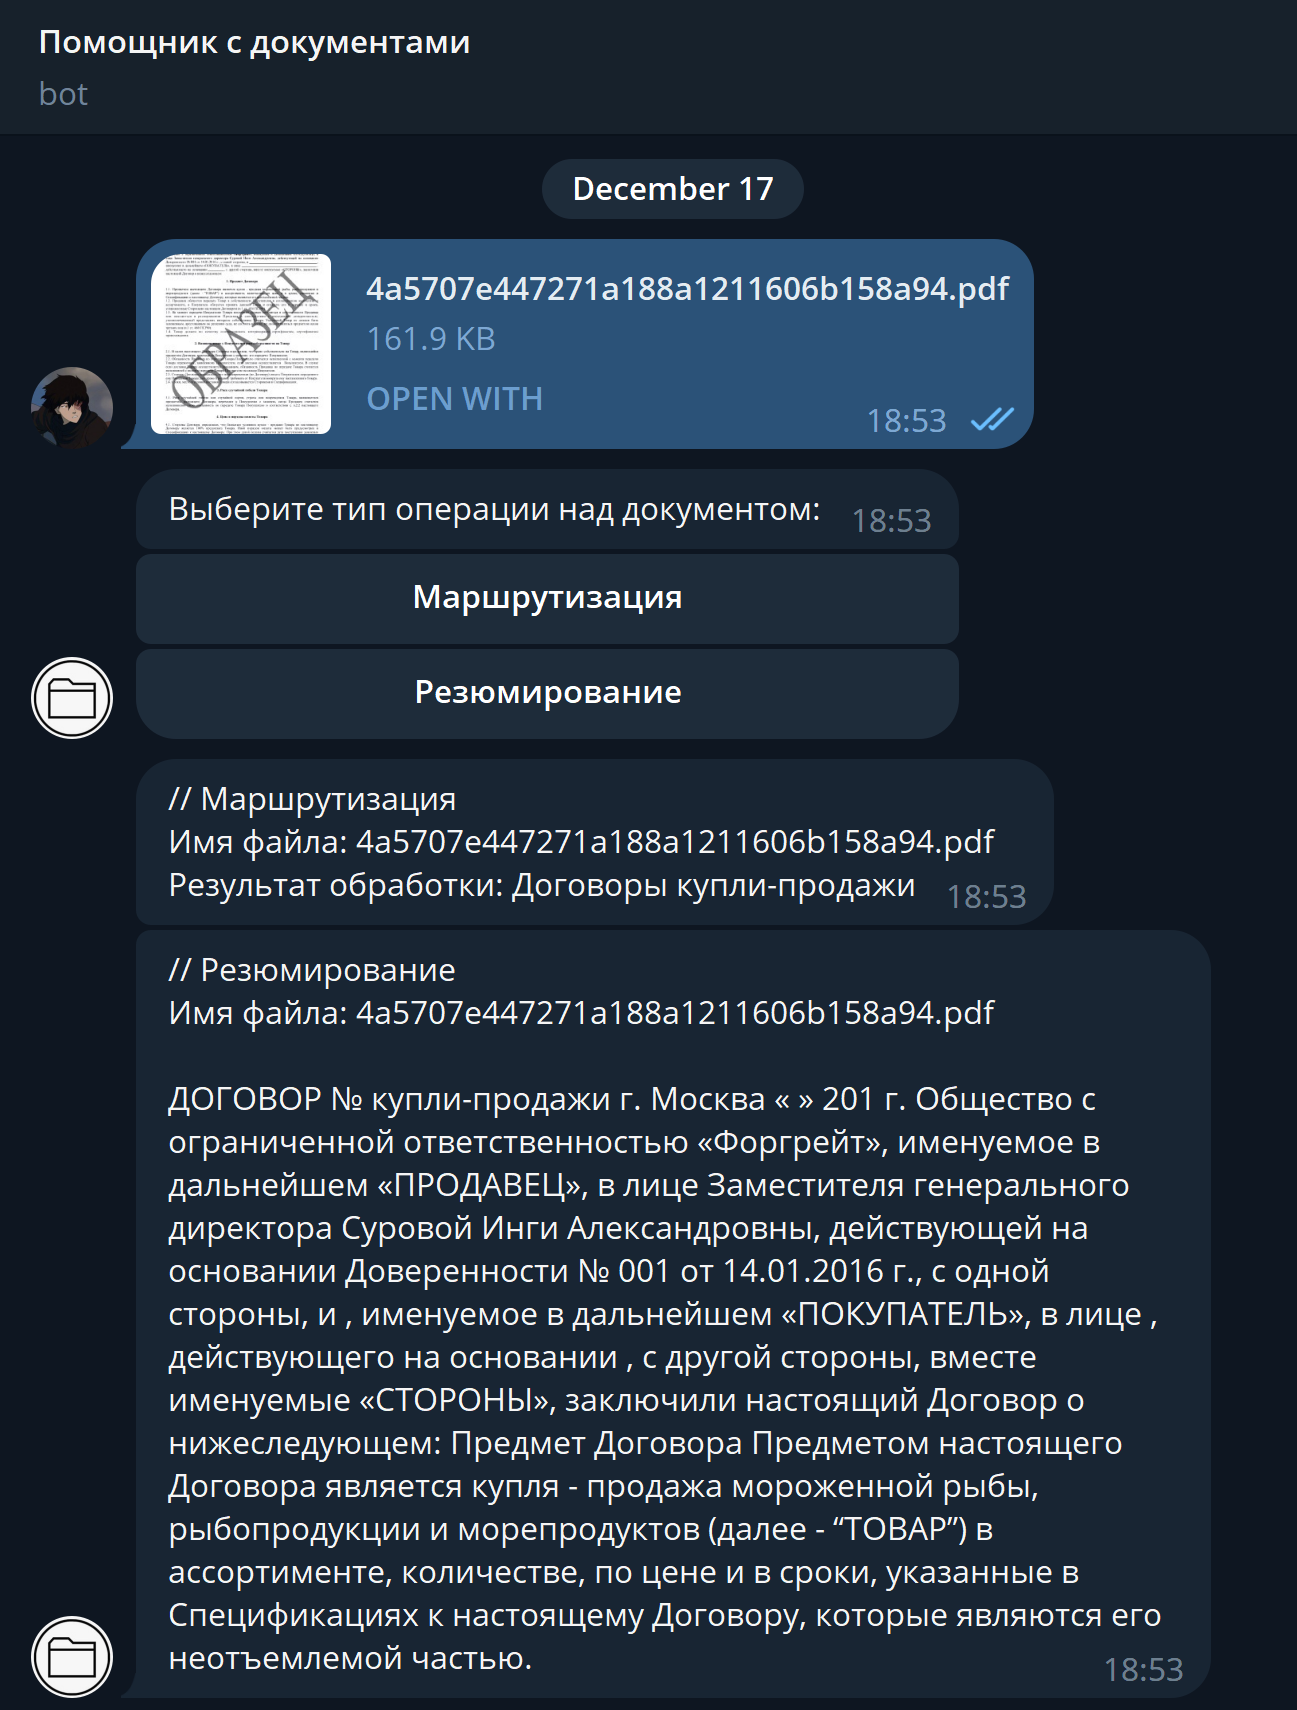 Помощник с документами
bot
December 17
ОБРАЗЕЦ
4a5707e447271a188a1211606b158a94.pdf
161.9 KB
OPEN WITH
18:53
Выберите тип операции над документом:
18:53
Маршрутизация
Резюмирование
// Маршрутизация
Имя файла: 4a5707e447271a188a1211606b158a94.pdf
Результат обработки: Договоры купли-продажи
18:53
// Резюмирование
Имя файла: 4a5707e447271a188a1211606b158a94.pdf
ДОГОВОР № купли-продажи г. Москва « » 201 г. Общество с
ограниченной ответственностью «Форгрейт», именуемое в
дальнейшем «ПРОДАВЕЦ», в лице Заместителя генерального
директора Суровой Инги Александровны, действующей на
основании Доверенности № 001 от 14.01.2016 г., с одной
стороны, и , именуемое в дальнейшем «ПОКУПАТЕЛЬ», в лице ,
действующего на основании , с другой стороны, вместе
именуемые «СТОРОНЫ», заключили настоящий Договор о
нижеследующем: Предмет Договора Предметом настоящего
Договора является купля - продажа мороженной рыбы,
рыбопродукции и морепродуктов (далее - “ТОВАР”) в
ассортименте, количестве, по цене и в сроки, указанные в
Спецификациях к настоящему Договору, которые являются его
неотъемлемой частью.
18:53